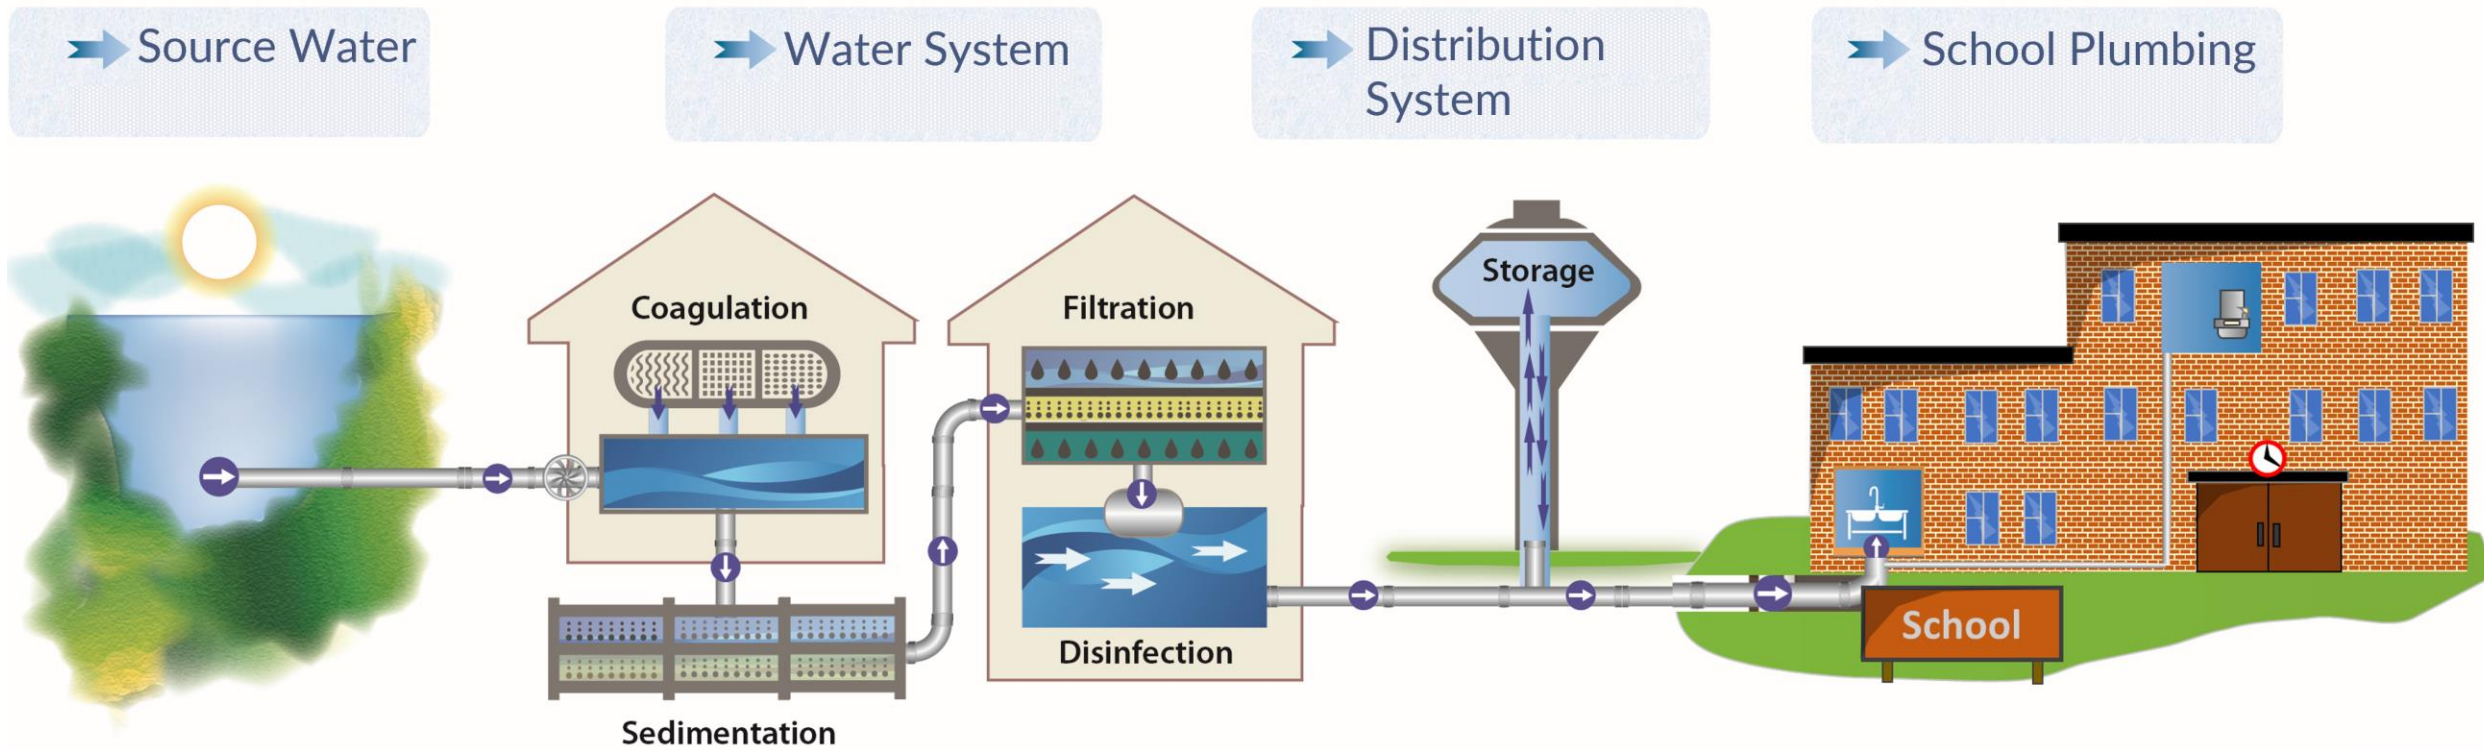 Source Water
Water System
Distribution
System
School Plumbing
Coagulation
Filtration
Storage
Disinfection
Sedimentation
School